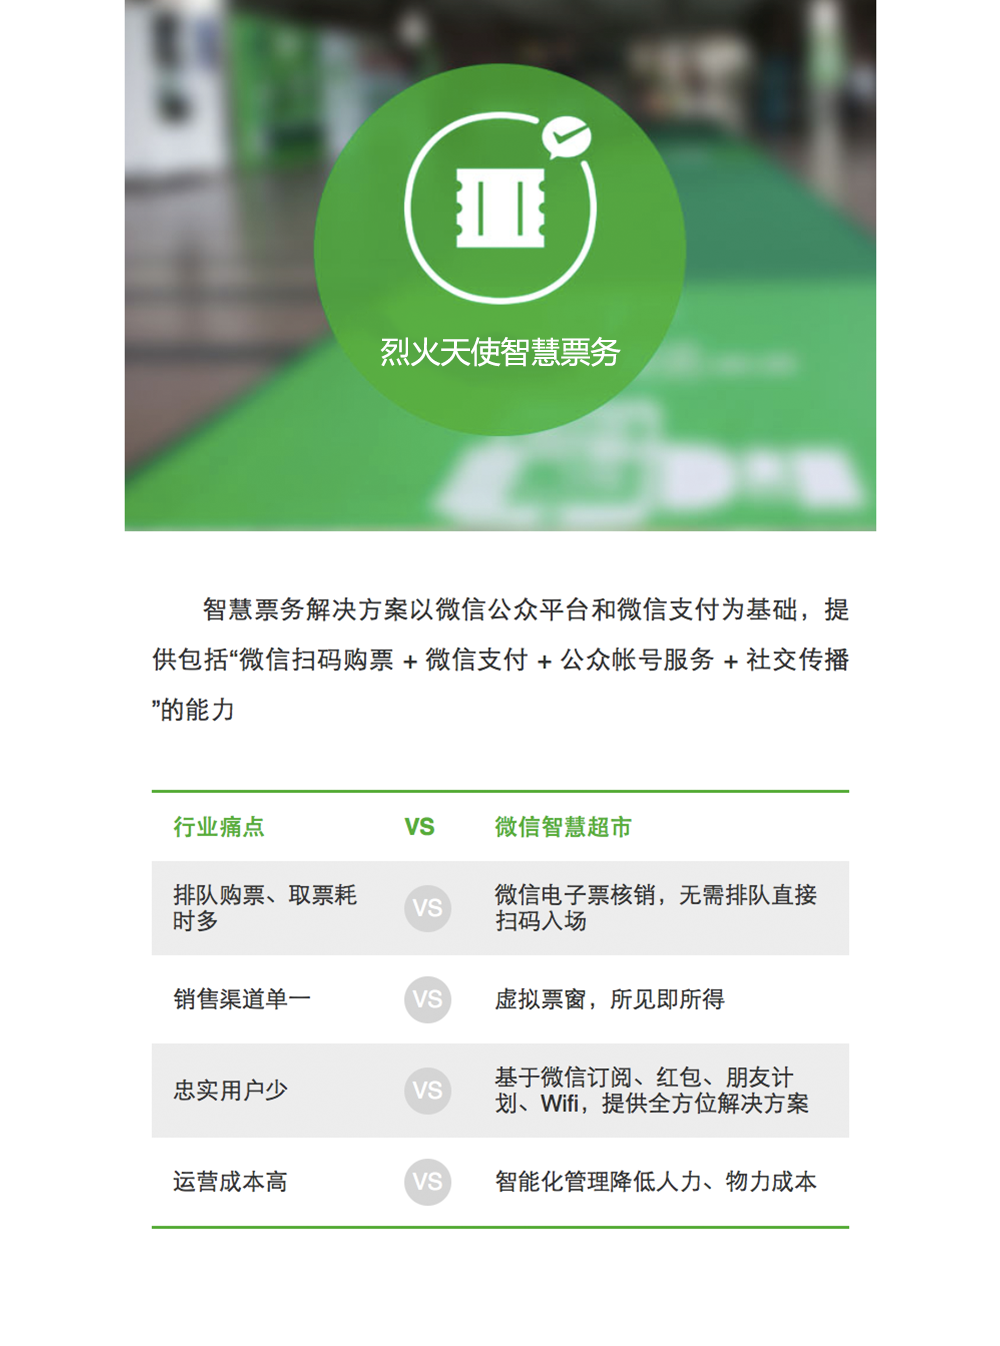 烈火天使智慧票务
智慧票务解决方案以微信公众平台和微信支付为基础，提
供包括“微信扫码购票 + 微信支付 + 公众帐号服务 + 社交传播
”的能力
行业痛点 VS 微信智慧超市
排队购票、取票耗
时多
VS
微信电子票核销，无需排队直接
扫码入场
销售渠道单一 VS 虚拟票窗，所见即所得
忠实用户少 VS
基于微信订阅、红包、朋友计
划、Wifi，提供全方位解决方案
运营成本高 VS 智能化管理降低人力、物力成本